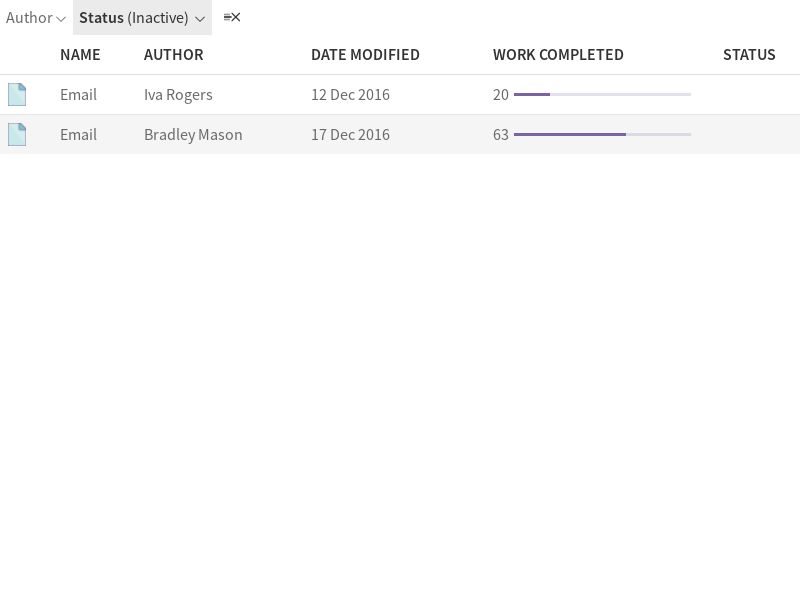 Author Status (Inactive)
NAME AUTHOR DATE MODIFIED WORK COMPLETED STATUS
Email Iva Rogers 12 Dec 2016 20
Email Bradley Mason 17 Dec 2016 63